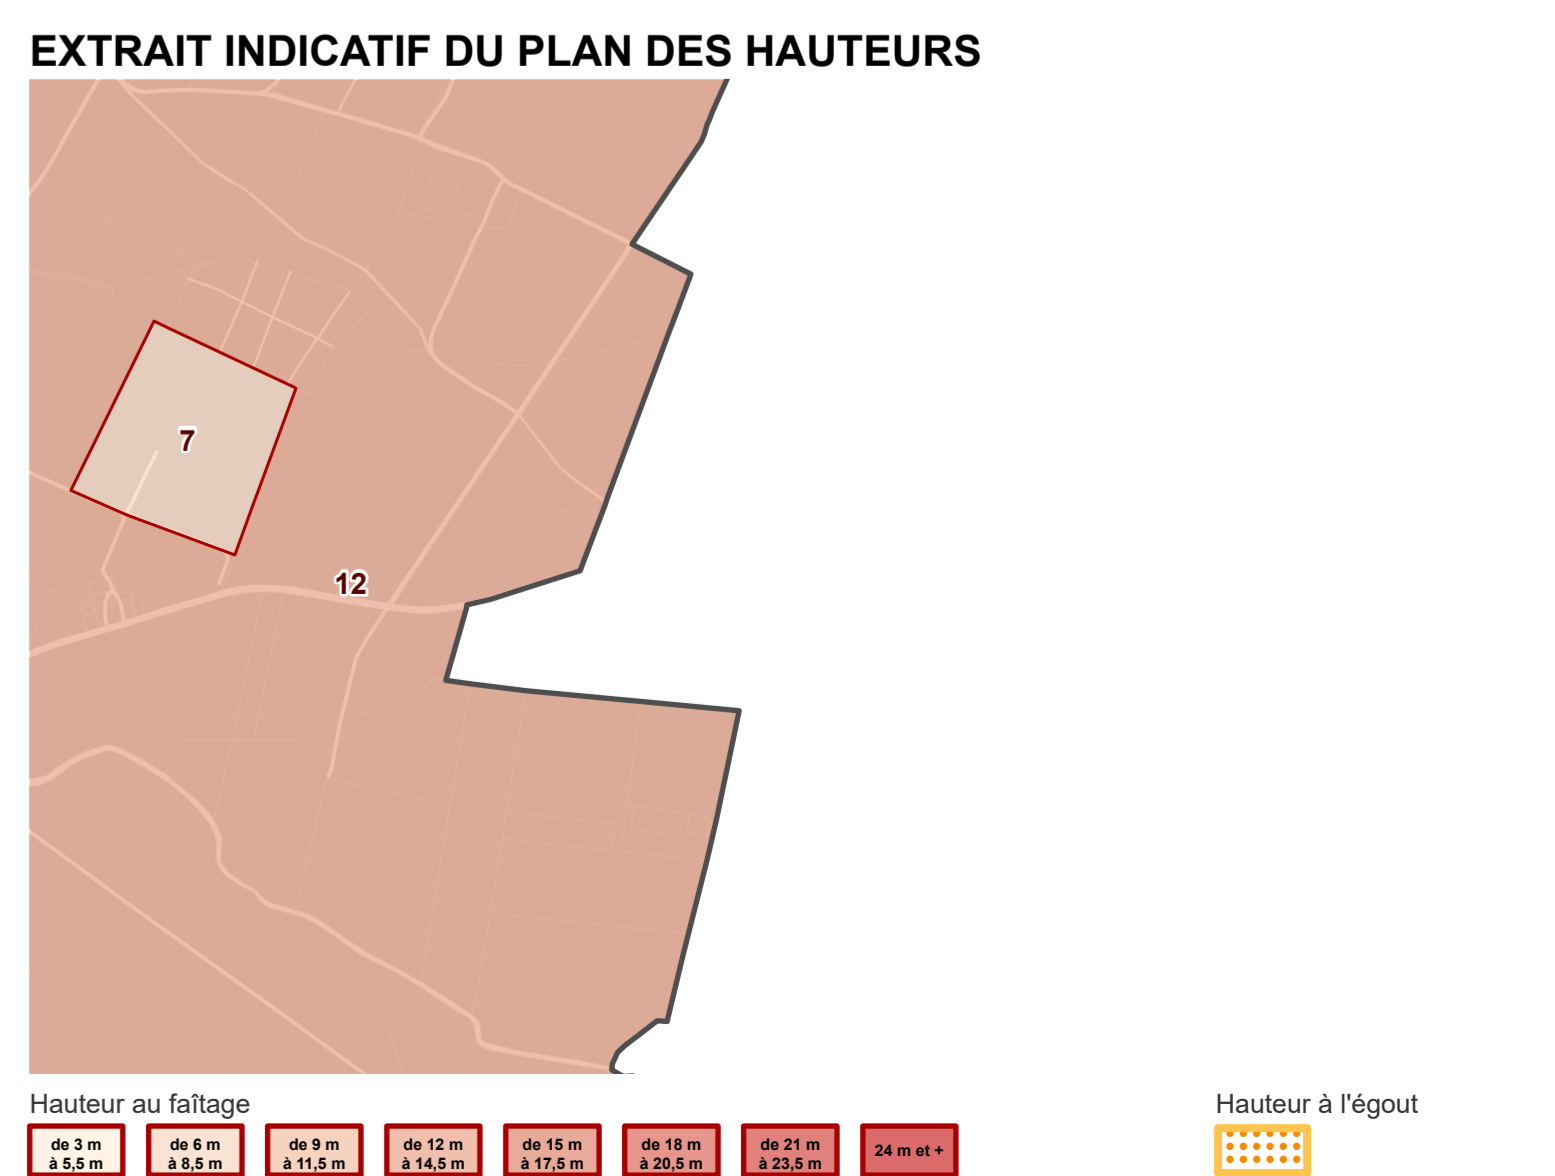 EXTRAIT INDICATIF DU PLAN DES HAUTEURS
7
12
Hauteur au faîtage
Hauteur à l'égout
de 3 m
à 5,5 m
de 6 m
à 8,5 m
de 9 m
à 11,5 m
de 12 m
à 14,5 m
de 15 m
à 17,5 m
de 18 m
à 20,5 m
de 21 m
à 23,5 m
24 m et +